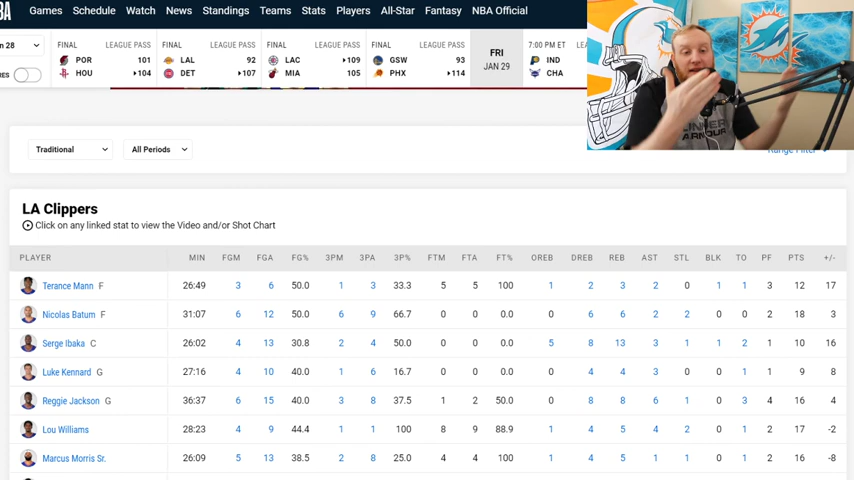 BA Games Schedule Watch News Standings Teams Stats Players All-Star Fantasy NBA Official
n 28
RES
FINAL LEAGUE PASS
POR 101
HOU 104
FINAL LEAGUE PASS
LAL 92
DET 107
FINAL LEAGUE PASS
LAC 109
MIA 105
FINAL LEAGUE PASS
GSW 93
PHX 114
FRI
JAN 29
7:00 PM ET
IND
CHA
Traditional
All Periods
Range Filter
LA Clippers
Click on any linked stat to view the Video and/or Shot Chart
PLAYER MIN FGM FGA FG% 3PM 3PA 3P% FTM FTA FT% OREB DREB REB AST STL BLK TO PF PTS +/-
Terance Mann F 26:49 3 6 50.0 1 3 33.3 5 5 100 1 2 3 2 0 1 1 3 12 17
Nicolas Batum F 31:07 6 12 50.0 6 9 66.7 0 0 0.0 0 6 6 2 2 0 0 2 18 3
Serge Ibaka C 26:02 4 13 30.8 2 4 50.0 0 0 0.0 5 8 13 3 1 1 2 1 10 16
Luke Kennard G 27:16 4 10 40.0 1 6 16.7 0 0 0.0 0 4 4 3 0 0 1 1 9 8
Reggie Jackson G 36:37 6 15 40.0 3 8 37.5 1 2 50.0 0 8 8 6 1 0 3 4 16 4
Lou Williams 28:23 4 9 44.4 1 1 100 8 9 88.9 1 4 5 4 2 0 1 2 17 -2
Marcus Morris Sr. 26:09 5 13 38.5 2 8 25.0 4 4 100 1 4 5 1 1 0 1 2 16 -8